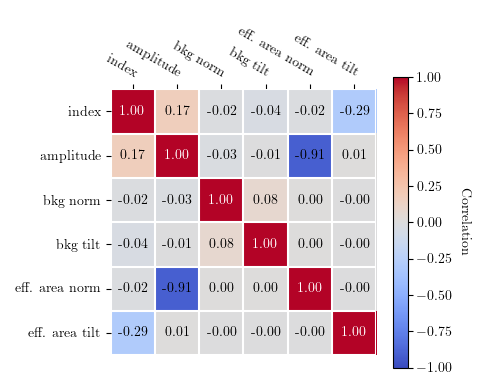 index
amplitude
bkg norm
bkg tilt
eff. area norm
eff. area tilt
index 1.00 0.17 -0.02 -0.04 -0.02 -0.29
amplitude 0.17 1.00 -0.03 -0.01 -0.91 0.01
bkg norm -0.02 -0.03 1.00 0.08 0.00 -0.00
bkg tilt -0.04 -0.01 0.08 1.00 0.00 -0.00
eff. area norm -0.02 -0.91 0.00 0.00 1.00 -0.00
eff. area tilt -0.29 0.01 -0.00 -0.00 -0.00 1.00
1.00
0.75
0.50
0.25
0.00
−0.25
−0.50
−0.75
−1.00
Correlation